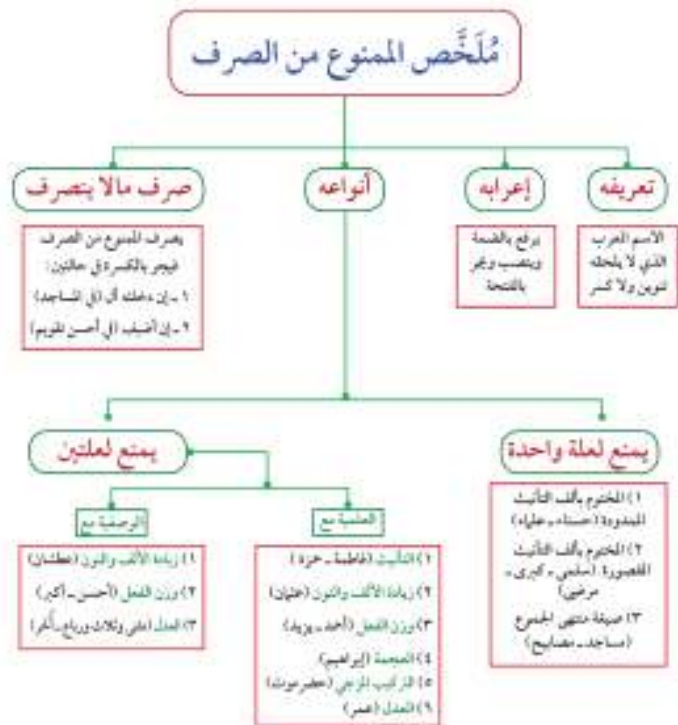 مُلَخَّص الممنوع من الصرف
تعريفه
الاسم المعرب
الذي لا يلحقه
تنوين ولا كسر
إعرابه
يرفع بالضمة
وينصب ويجر
بالفتحة
أنواعه
صرف مالا يتصرف
يصرف الممنوع من الصرف
فيجر بالكسرة في حالتين:
١ ـ إن دخلته أل (في المساجد)
٢ ـ إن أضيف (في أحسن تقويم)
يمنع لعلة واحدة
١) المختوم بألف التأنيث
الممدودة (حسناء ـ علماء)
٢) المختوم بألف التأنيث
المقصورة (سلمى ـ كبرى ـ
مرضى)
٣) صيغة منتهى الجموع
(مساجد ـ مصابيح)
يمنع لعلتين
العلمية مع
١) التأنيث (فاطمة ـ حمزة)
٢) زيادة الألف والنون (عثمان)
٣) وزن الفعل (أحمد ـ يزيد)
٤) العجمة (إبراهيم)
٥) التركيب المزجي (حضرموت)
٦) العدل (عمر)
الوصفية مع
١) زيادة الألف والنون (عطشان)
٢) وزن الفعل (أحسن ـ أكبر)
٣) العدل (مثنى وثلاث ورباع ـ أُخَر)